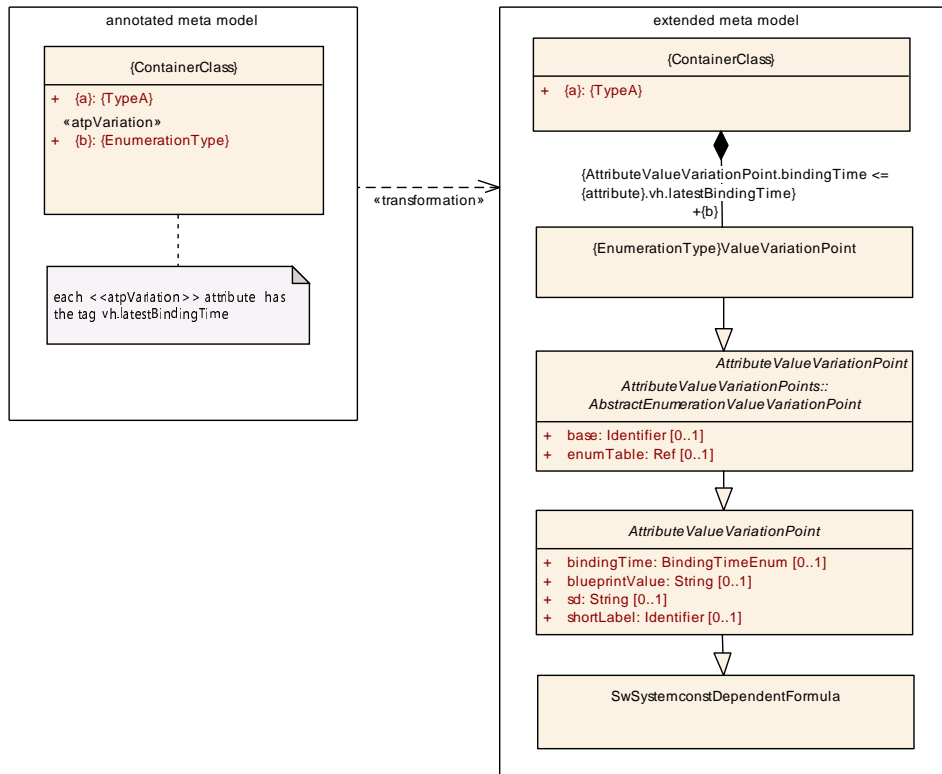 annotated meta model
{ContainerClass}
+ {a}: {TypeA}
«atpVariation»
+ {b}: {EnumerationType}
each <<atpVariation>> attribute has
the tag vh.latestBindingTime
«transformation»
extended meta model
{ContainerClass}
+ {a}: {TypeA}
{AttributeValueVariationPoint.bindingTime <=
{attribute}.vh.latestBindingTime}
+{b}
{EnumerationType}ValueVariationPoint
AttributeValueVariationPoint
AttributeValueVariationPoints::
AbstractEnumerationValueVariationPoint
+ base: Identifier [0..1]
+ enumTable: Ref [0..1]
AttributeValueVariationPoint
+ bindingTime: BindingTimeEnum [0..1]
+ blueprintValue: String [0..1]
+ sd: String [0..1]
+ shortLabel: Identifier [0..1]
SwSystemconstDependentFormula